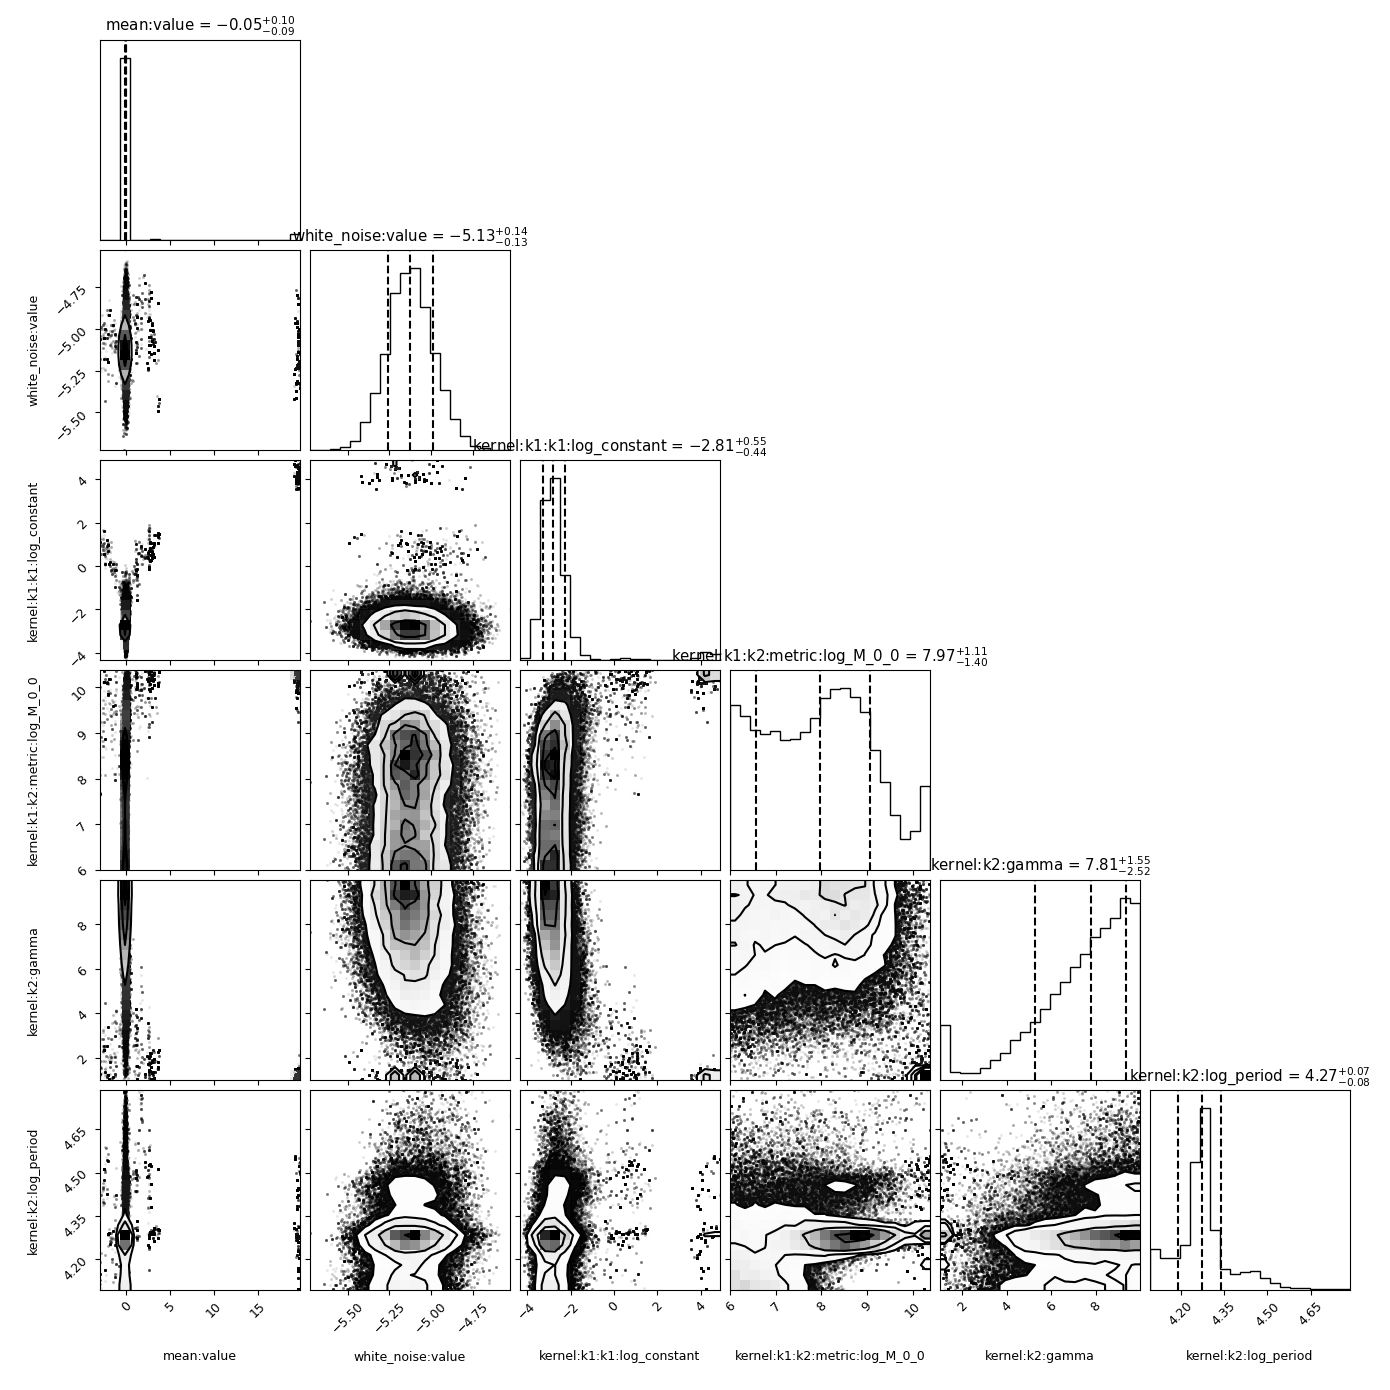 mean:value = −0.05+0.10−0.09
white_noise:value = −5.13+0.14−0.13
white_noise:value
−4.75
−5.00
−5.25
−5.50
kernel:k1:k1:log_constant = −2.81+0.55−0.44
kernel:k1:k1:log_constant
4
2
0
−2
−4
kernel:k1:k2:metric:log_M_0_0 = 7.97+1.11−1.40
kernel:k1:k2:metric:log_M_0_0
10
9
8
7
6
kernel:k2:gamma = 7.81+1.55−2.52
kernel:k2:gamma
8
6
4
2
kernel:k2:log_period = 4.27+0.07−0.08
kernel:k2:log_period
4.65
4.50
4.35
4.20
0 5 10 15
−5.50 −5.25 −5.00 −4.75
−4 −2 0 2 4
6 7 8 9 10
2 4 6 8
4.20 4.35 4.50 4.65
mean:value
white_noise:value
kernel:k1:k1:log_constant
kernel:k1:k2:metric:log_M_0_0
kernel:k2:gamma
kernel:k2:log_period